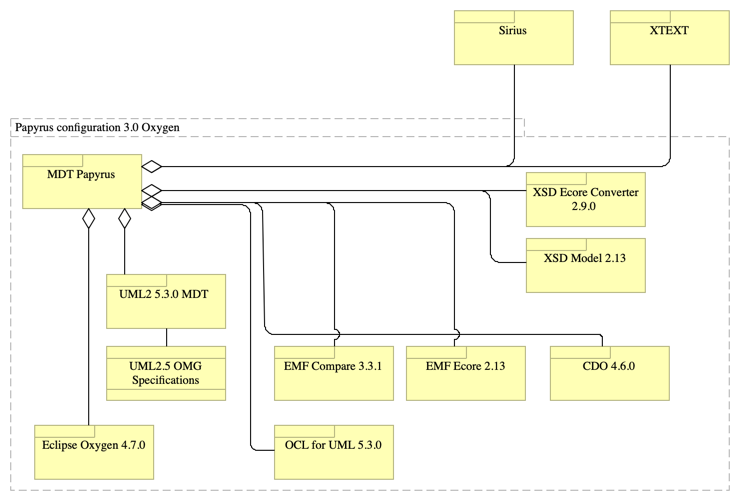 Sirius
XTEXT
Papyrus configuration 3.0 Oxygen
MDT Papyrus
XSD Ecore Converter
2.9.0
XSD Model 2.13
UML2 5.3.0 MDT
UML2.5 OMG
Specifications
EMF Compare 3.3.1
EMF Ecore 2.13
CDO 4.6.0
Eclipse Oxygen 4.7.0
OCL for UML 5.3.0